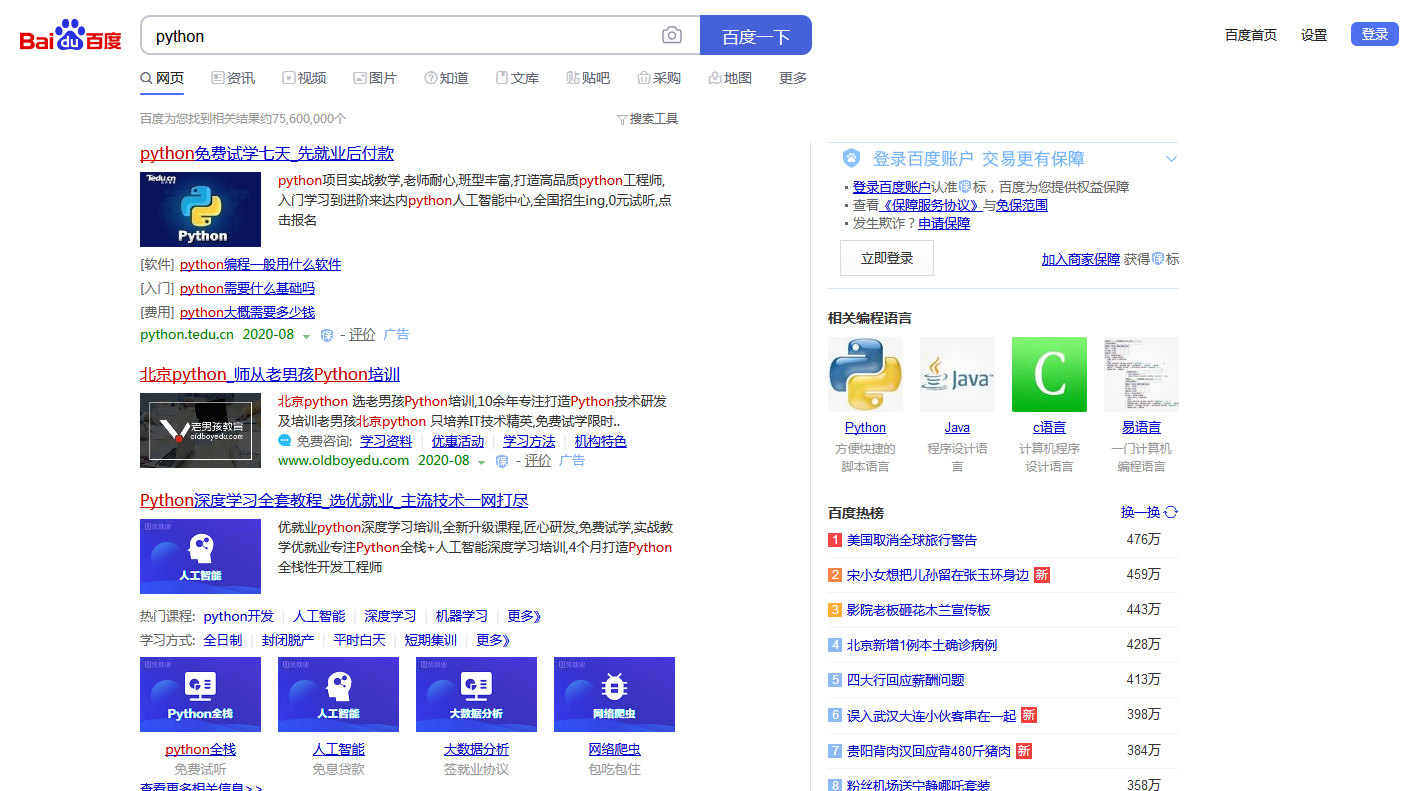 Bai du 百度 python 百度一下 百度首页 设置 登录
网页 资讯 视频 图片 知道 文库 贴吧 采购 地图 更多
百度为您找到相关结果约75,600,000个 搜索工具
python免费试学七天_先就业后付款
Tedu.cn
Python
python项目实战教学,老师耐心,班型丰富,打造高品质python工程师,
入门学习到进阶来达内python人工智能中心,全国招生ing,0元试听,点
击报名
[软件] python编程一般用什么软件
[入门] python需要什么基础吗
[费用] python大概需要多少钱
python.tedu.cn 2020-08 保 - 评价 广告
北京python_师从老男孩Python培训
老男孩教育
oldboyedu.com
北京python 选老男孩Python培训,10余年专注打造Python技术研发
及培训老男孩北京python 只培养IT技术精英,免费试学限时..
免费咨询: 学习资料 | 优惠活动 | 学习方法 | 机构特色
www.oldboyedu.com 2020-08 保 - 评价 广告
Python深度学习全套教程_选优就业_主流技术一网打尽
优就业
人工智能
优就业python深度学习培训,全新升级课程,匠心研发,免费试学,实战教
学优就业专注Python全栈+人工智能深度学习培训,4个月打造Python
全栈性开发工程师
热门课程: python开发 | 人工智能 | 深度学习 | 机器学习 | 更多》
学习方式: 全日制 | 封闭脱产 | 平时白天 | 短期集训 | 更多》
优就业 优就业 优就业 优就业
Python全栈 人工智能 大数据分析 网络爬虫
python全栈 人工智能 大数据分析 网络爬虫
免费试听 免息贷款 签就业协议 包吃包住
查看更多相关信息>>
登录百度账户 交易更有保障
登录百度账户认准保标，百度为您提供权益保障
查看《保障服务协议》与免保范围
发生欺诈？申请保障
立即登录 加入商家保障 获得保标
相关编程语言
Java C
Python Java c语言 易语言
方便快捷的 程序设计语 计算机程序 一门计算机
脚本语言 言 设计语言 编程语言
百度热榜 换一换
1 美国取消全球旅行警告 476万
2 宋小女想把儿孙留在张玉环身边 新 459万
3 影院老板砸花木兰宣传板 443万
4 北京新增1例本土确诊病例 428万
5 四大行回应薪酬问题 413万
6 误入武汉大连小伙客串在一起 新 398万
7 贵阳背肉汉回应背480斤猪肉 新 384万
8 粉丝机场送宁静哪吒套装 358万